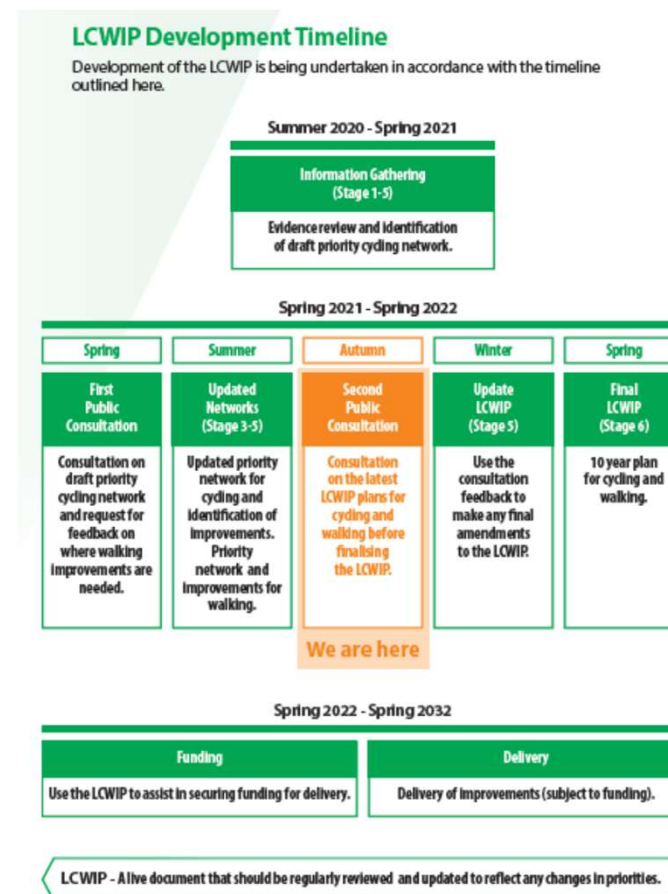 LCWIP Development Timeline
Development of the LCWIP is being undertaken in accordance with the timeline
outlined here.
Summer 2020 - Spring 2021
Information Gathering
(Stage 1-5)
Evidence review and identification
of draft priority cycling network.
Spring 2021 - Spring 2022
Spring
First
Public
Consultation
Consultation on
draft priority
cycling network
and request for
feedback on
where walking
improvements are
needed.
Summer
Updated
Networks
(Stage 3-5)
Updated priority
network for
cycling and
identification of
improvements.
Priority
network and
improvements for
walking.
Autumn
Second
Public
Consultation
Consultation
on the latest
LCWIP plans for
cycling and
walking before
finalising
the LCWIP.
We are here
Winter
Update
LCWIP
(Stage 5)
Use the
consultation
feedback to
make any final
amendments
to the LCWIP.
Spring
Final
LCWIP
(Stage 6)
10 year plan
for cycling and
walking.
Spring 2022 - Spring 2032
Funding
Use the LCWIP to assist in securing funding for delivery.
Delivery
Delivery of improvements (subject to funding).
LCWIP - A live document that should be regularly reviewed and updated to reflect any changes in priorities.